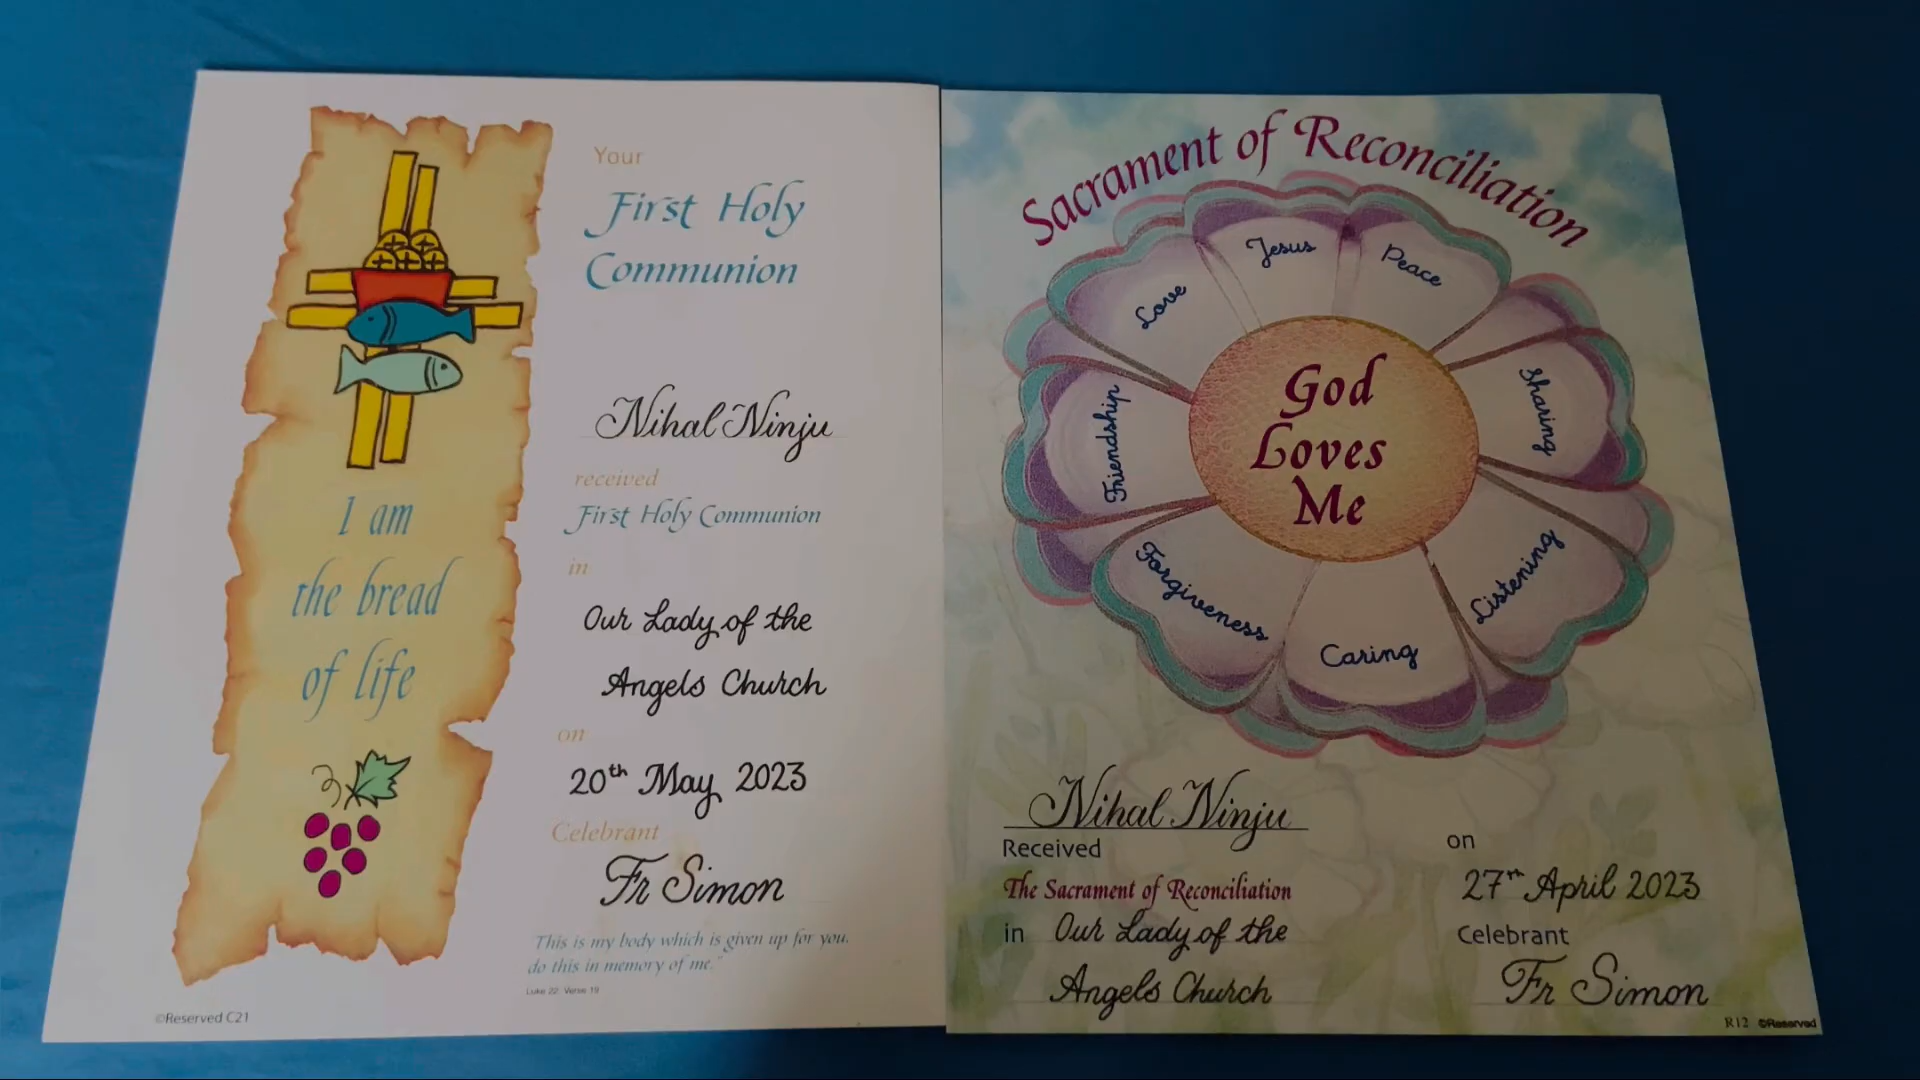 Your
First Holy
Communion
Nihal Ninju
received
First Holy Communion
in
Our Lady of the
Angels Church
on
20th May 2023
Celebrant
Fr Simon
This is my body which is given up for you.
do this in memory of me."
Luke 22 Verse 19
I am
the bread
of life
©Reserved C21
Sacrament of Reconciliation
Jesus
Peace
Love
Sharing
Friendship
God
Loves
Me
Listening
Forgiveness
Caring
Nihal Ninju
Received
The Sacrament of Reconciliation
in Our Lady of the
Angels Church
on
27th April 2023
Celebrant
Fr Simon
R12 ©Reserved